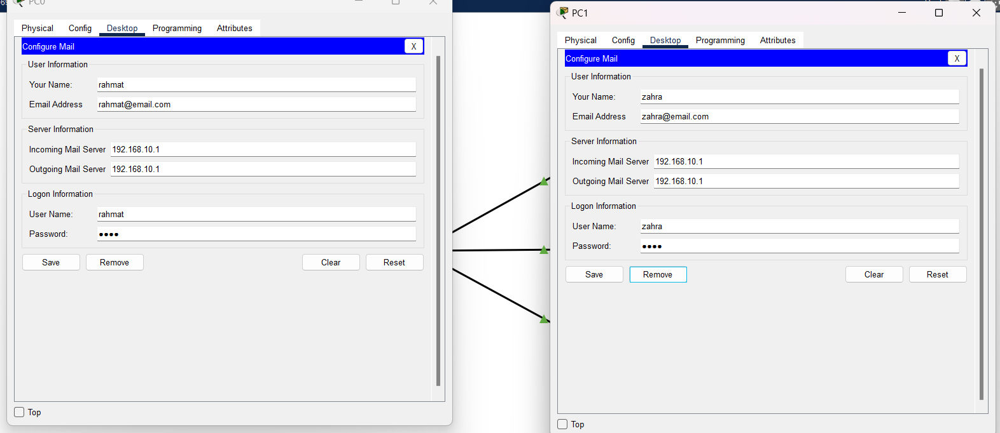 PC0
Physical Config Desktop Programming Attributes
Configure Mail X
User Information
Your Name: rahmat
Email Address rahmat@email.com
Server Information
Incoming Mail Server 192.168.10.1
Outgoing Mail Server 192.168.10.1
Logon Information
User Name: rahmat
Password: ●●●●
Save Remove Clear Reset
Top
PC1
Physical Config Desktop Programming Attributes
Configure Mail X
User Information
Your Name: zahra
Email Address zahra@email.com
Server Information
Incoming Mail Server 192.168.10.1
Outgoing Mail Server 192.168.10.1
Logon Information
User Name: zahra
Password: ●●●●
Save Remove Clear Reset
Top